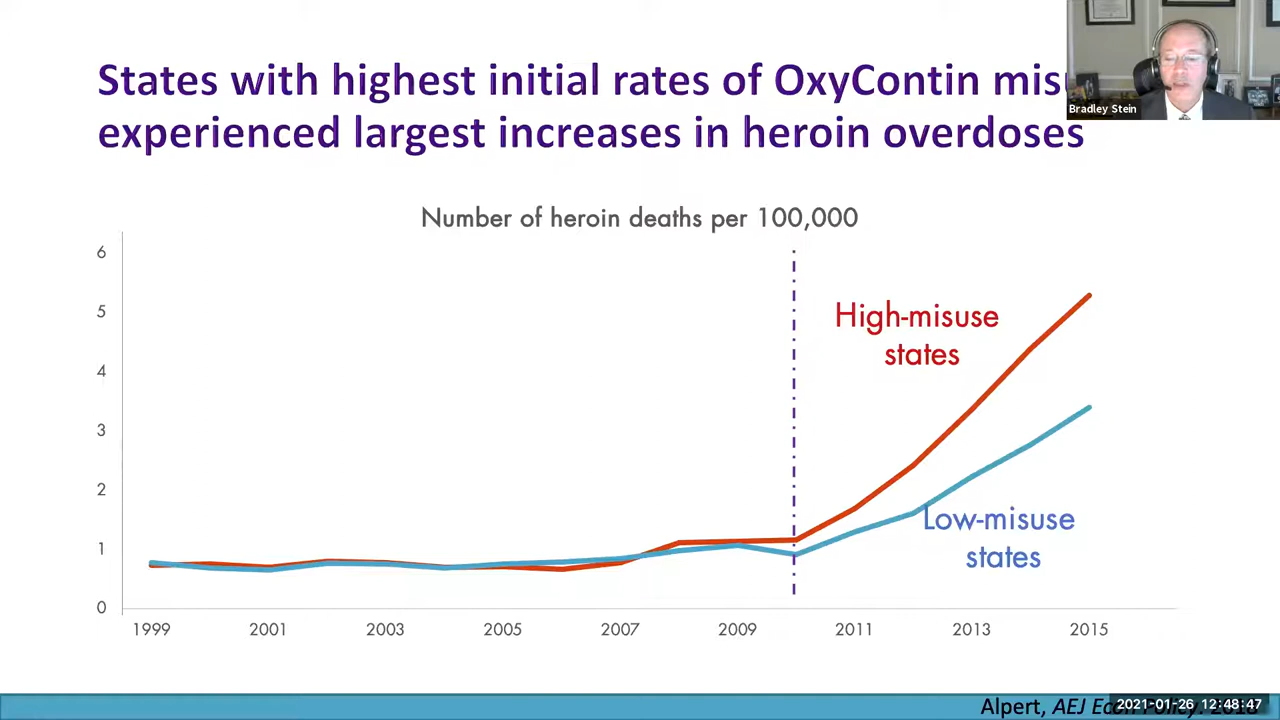 States with highest initial rates of OxyContin
experienced largest increases in heroin overdoses
Bradley Stein
Number of heroin deaths per 100,000
6
5
4
3
2
1
0
High-misuse
states
Low-misuse
states
1999 2001 2003 2005 2007 2009 2011 2013 2015
Alpert, AEJ Econ Policy.
2021-01-26 12:48:47